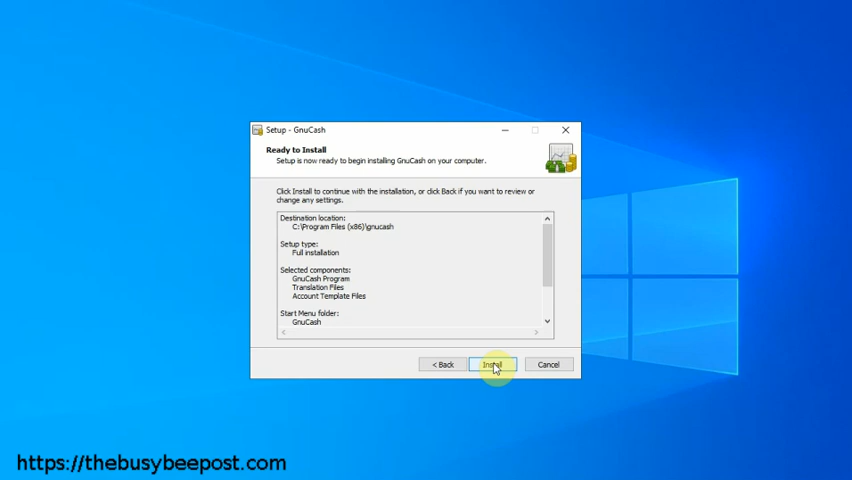 Setup - GnuCash
Ready to Install
Setup is now ready to begin installing GnuCash on your computer.
Click Install to continue with the installation, or click Back if you want to review or
change any settings.
Destination location:
C:\Program Files (x86)\gnucash
Setup type:
Full installation
Selected components:
GnuCash Program
Translation Files
Account Template Files
Start Menu folder:
GnuCash
< Back
Install
Cancel
https://thebusybeepost.com